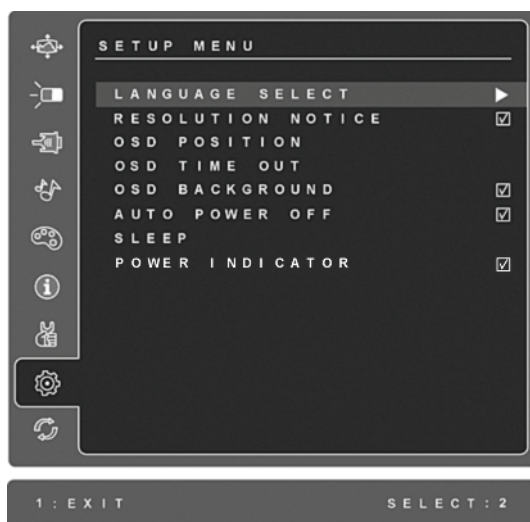 SETUP MENU
LANGUAGE SELECT
RESOLUTION NOTICE
OSD POSITION
OSD TIME OUT
OSD BACKGROUND
AUTO POWER OFF
SLEEP
POWER INDICATOR
1:EXIT SELECT:2